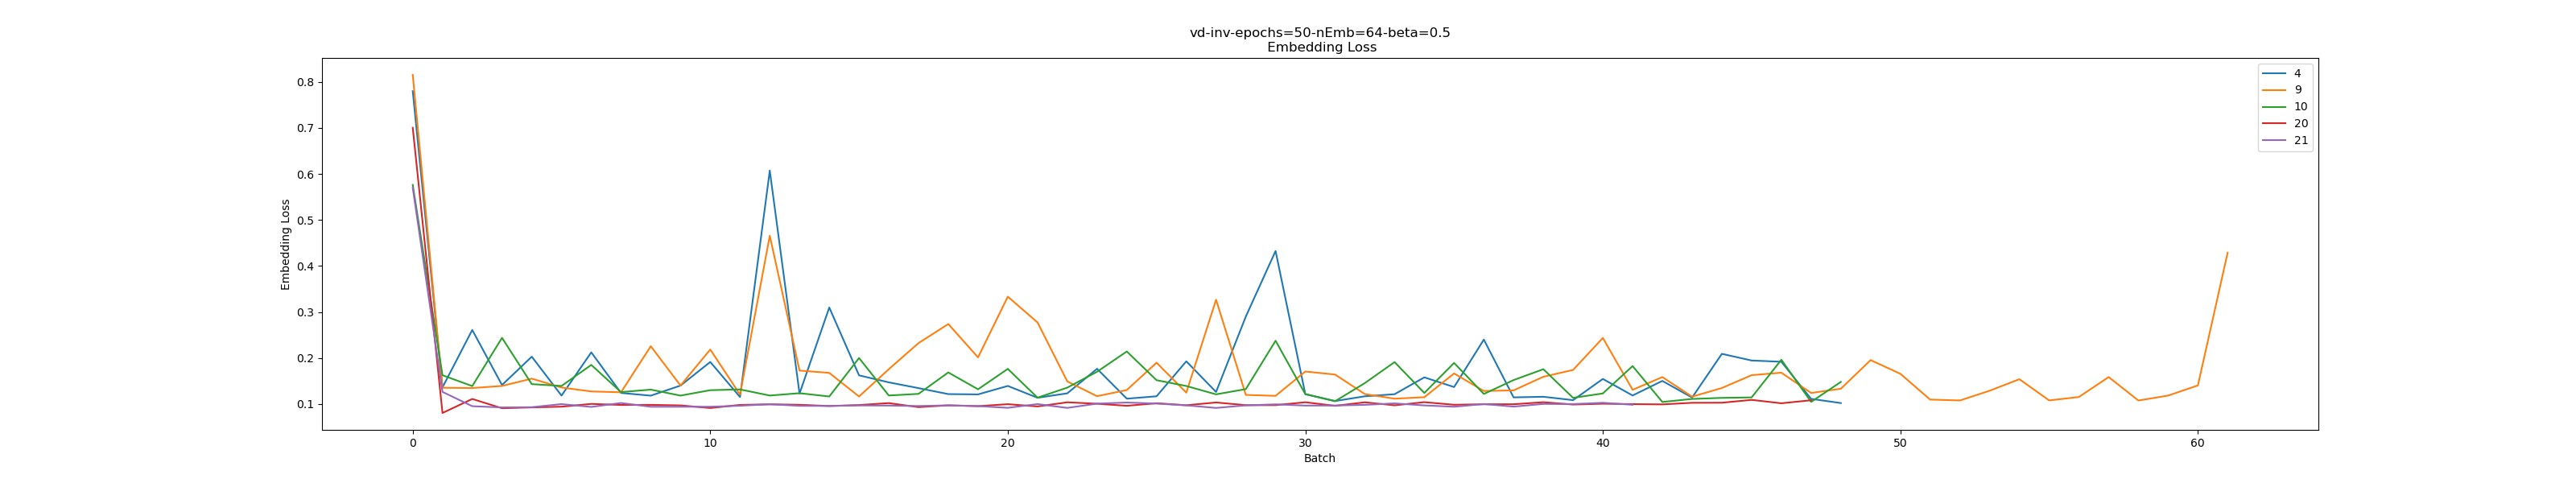 vd-inv-epochs=50-nEmb=64-beta=0.5
Embedding Loss
4
9
10
20
21
Embedding Loss
0.8
0.7
0.6
0.5
0.4
0.3
0.2
0.1
0 10 20 30 40 50 60
Batch